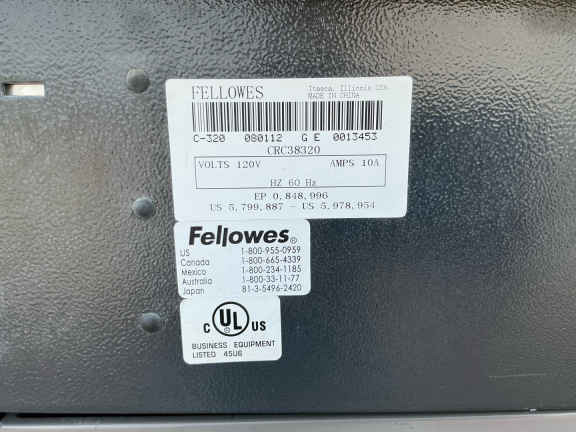 FELLOWES
Itasca, Illinois USA
MADE IN CHINA
C-320 080112 G E 0013453
CRC38320
VOLTS 120V AMPS 10A
HZ 60 Hz
EP 0,848,996
US 5,799,887 - US 5,978,954
Fellowes®
US 1-800-955-0959
Canada 1-800-665-4339
Mexico 1-800-234-1185
Australia 1-800-33-11-77
Japan 81-3-5496-2420
C UL US
BUSINESS EQUIPMENT
LISTED 45U6